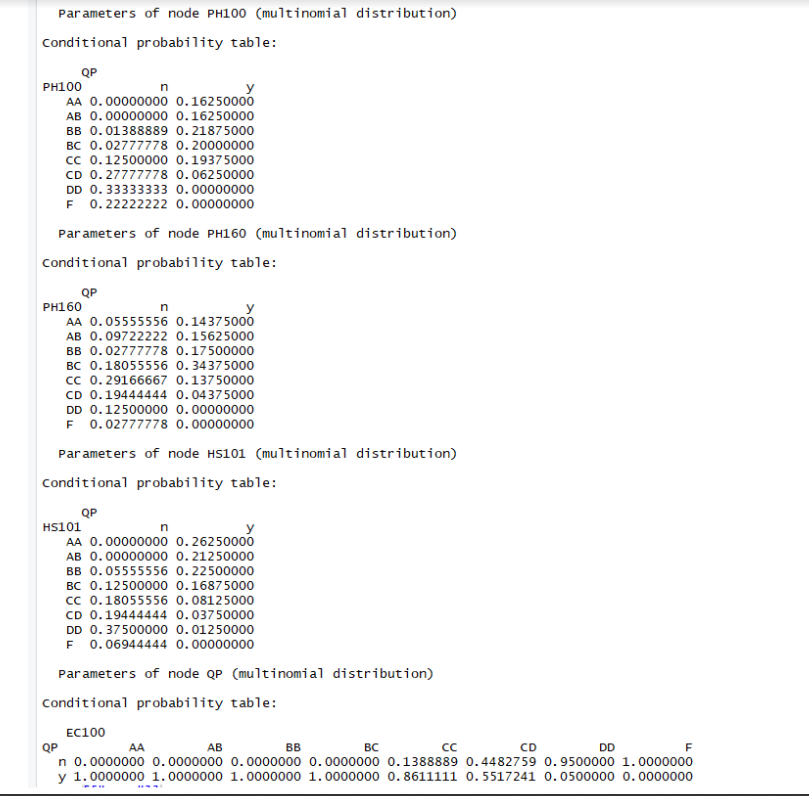 Parameters of node PH100 (multinomial distribution)
Conditional probability table:
QP
PH100 n y
AA 0.00000000 0.16250000
AB 0.00000000 0.16250000
BB 0.01388889 0.21875000
BC 0.02777778 0.20000000
CC 0.12500000 0.19375000
CD 0.27777778 0.06250000
DD 0.33333333 0.00000000
F 0.22222222 0.00000000
Parameters of node PH160 (multinomial distribution)
Conditional probability table:
QP
PH160 n y
AA 0.05555556 0.14375000
AB 0.09722222 0.15625000
BB 0.02777778 0.17500000
BC 0.18055556 0.34375000
CC 0.29166667 0.13750000
CD 0.19444444 0.04375000
DD 0.12500000 0.00000000
F 0.02777778 0.00000000
Parameters of node HS101 (multinomial distribution)
Conditional probability table:
QP
HS101 n y
AA 0.00000000 0.26250000
AB 0.00000000 0.21250000
BB 0.05555556 0.22500000
BC 0.12500000 0.16875000
CC 0.18055556 0.08125000
CD 0.19444444 0.03750000
DD 0.37500000 0.01250000
F 0.06944444 0.00000000
Parameters of node QP (multinomial distribution)
Conditional probability table:
EC100
QP AA AB BB BC CC CD DD F
n 0.0000000 0.0000000 0.0000000 0.0000000 0.1388889 0.4482759 0.9500000 1.0000000
y 1.0000000 1.0000000 1.0000000 1.0000000 0.8611111 0.5517241 0.0500000 0.0000000